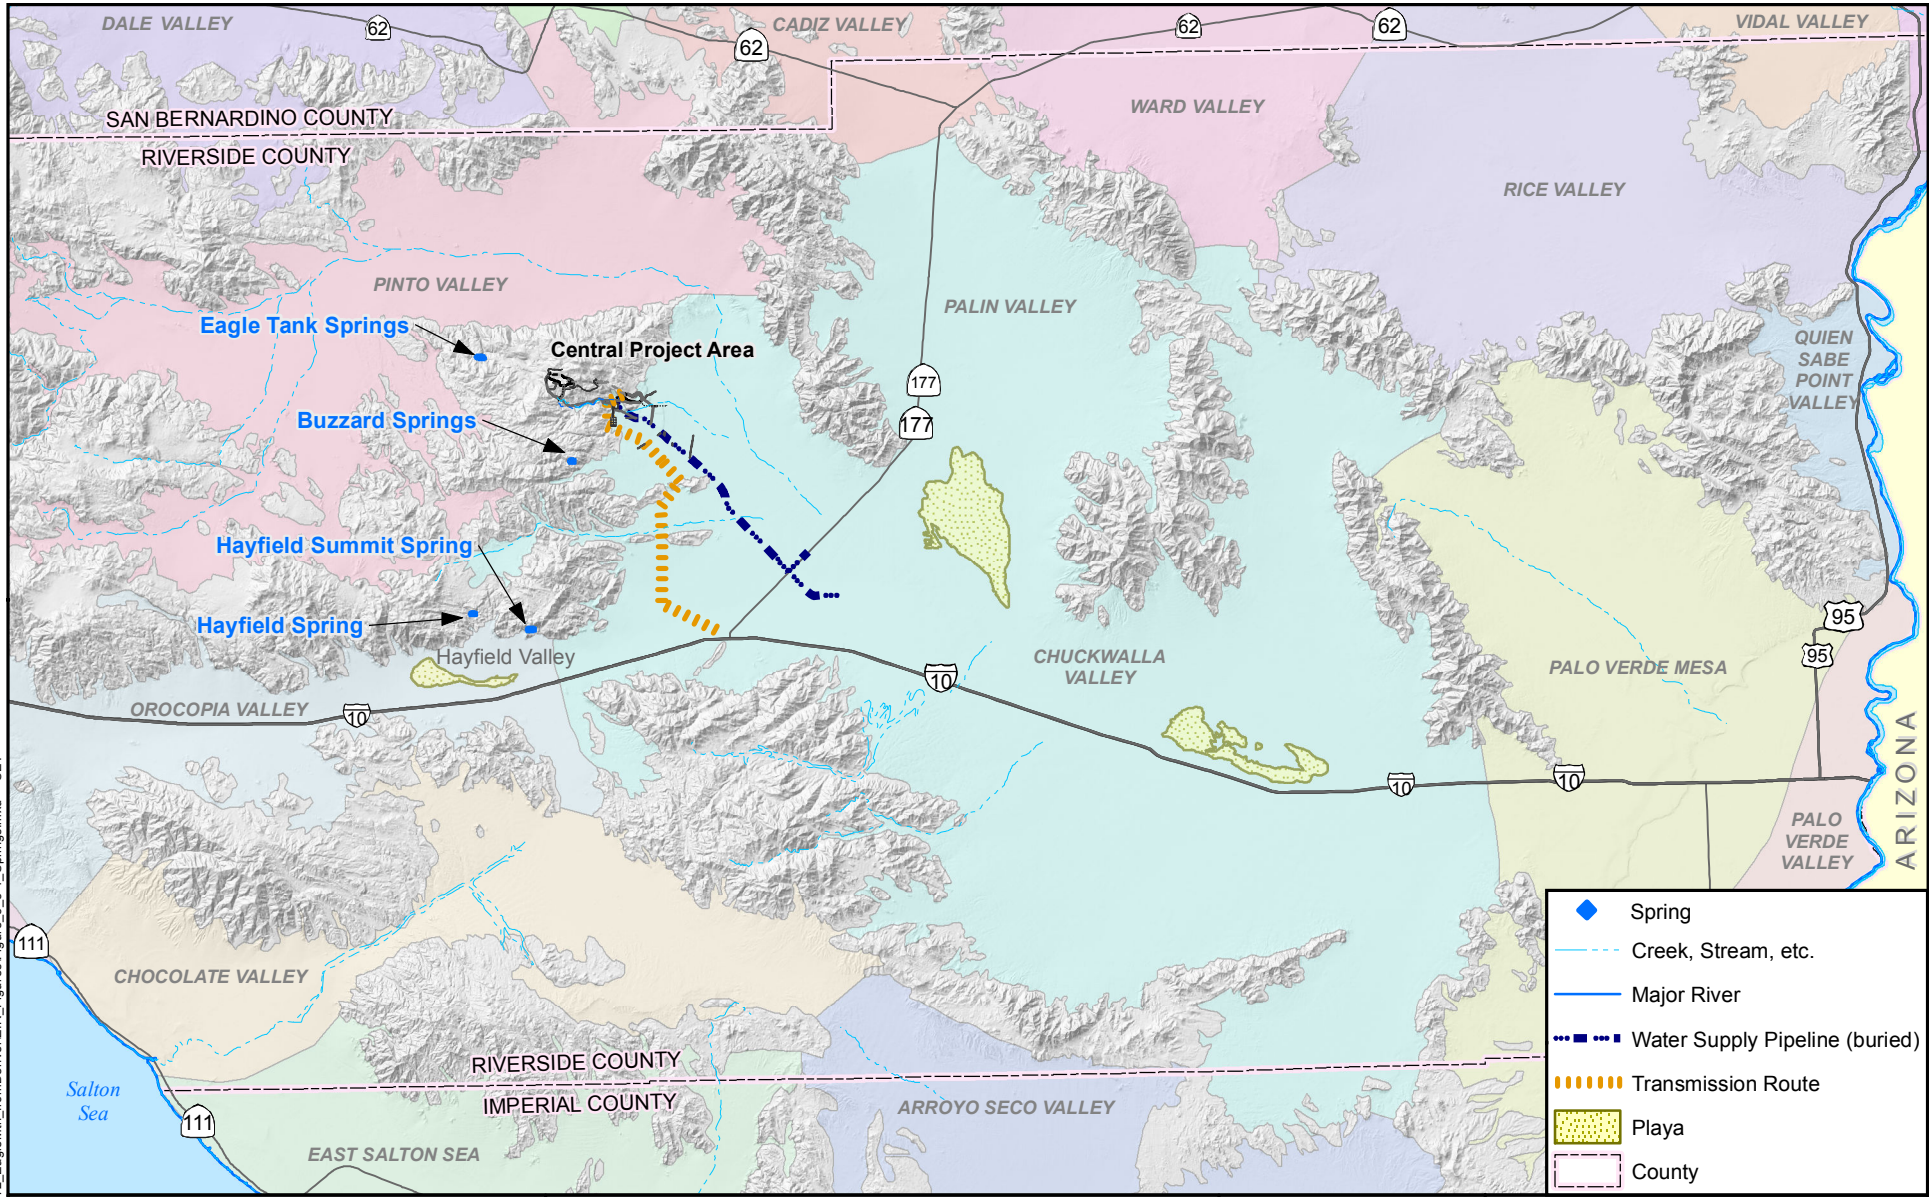 DALE VALLEY
62
CADIZ VALLEY
62
62
62
VIDAL VALLEY
SAN BERNARDINO COUNTY
RIVERSIDE COUNTY
WARD VALLEY
RICE VALLEY
PINTO VALLEY
PALIN VALLEY
Eagle Tank Springs
Central Project Area
QUIEN
SABE
POINT
VALLEY
177
177
Buzzard Springs
Hayfield Summit Spring
Hayfield Spring
Hayfield Valley
95
95
CHUCKWALLA
VALLEY
PALO VERDE MESA
OROCOPIA VALLEY
10
10
10
10
ARIZONA
PALO
VERDE
VALLEY
111
CHOCOLATE VALLEY
RIVERSIDE COUNTY
IMPERIAL COUNTY
Salton
Sea
111
ARROYO SECO VALLEY
EAST SALTON SEA
Spring
Creek, Stream, etc.
Major River
Water Supply Pipeline (buried)
Transmission Route
Playa
County